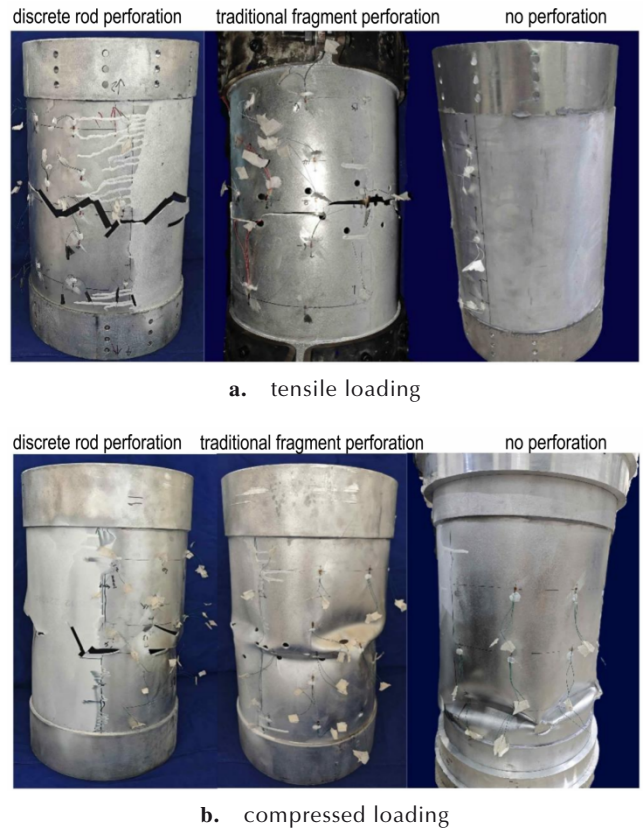 discrete rod perforation traditional fragment perforation no perforation
a. tensile loading
discrete rod perforation traditional fragment perforation no perforation
b. compressed loading